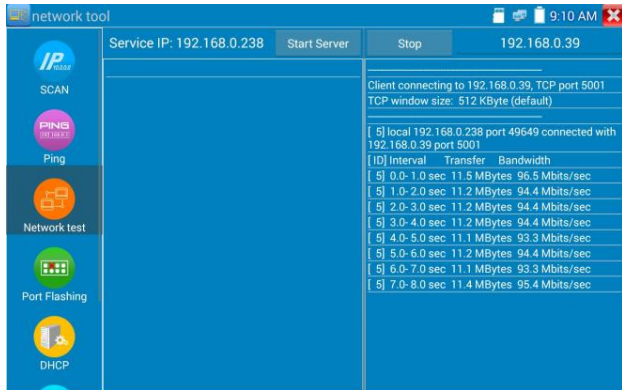 network tool
9:10 AM
Service IP: 192.168.0.238
Start Server
Stop
192.168.0.39
IP
SCAN
PING
Ping
Network test
Port Flashing
DHCP
Client connecting to 192.168.0.39, TCP port 5001
TCP window size: 512 KByte (default)
[ 5] local 192.168.0.238 port 49649 connected with
192.168.0.39 port 5001
[ ID] Interval Transfer Bandwidth
[ 5] 0.0- 1.0 sec 11.5 MBytes 96.5 Mbits/sec
[ 5] 1.0- 2.0 sec 11.2 MBytes 94.4 Mbits/sec
[ 5] 2.0- 3.0 sec 11.2 MBytes 94.4 Mbits/sec
[ 5] 3.0- 4.0 sec 11.2 MBytes 94.4 Mbits/sec
[ 5] 4.0- 5.0 sec 11.1 MBytes 93.3 Mbits/sec
[ 5] 5.0- 6.0 sec 11.2 MBytes 94.4 Mbits/sec
[ 5] 6.0- 7.0 sec 11.1 MBytes 93.3 Mbits/sec
[ 5] 7.0- 8.0 sec 11.4 MBytes 95.4 Mbits/sec